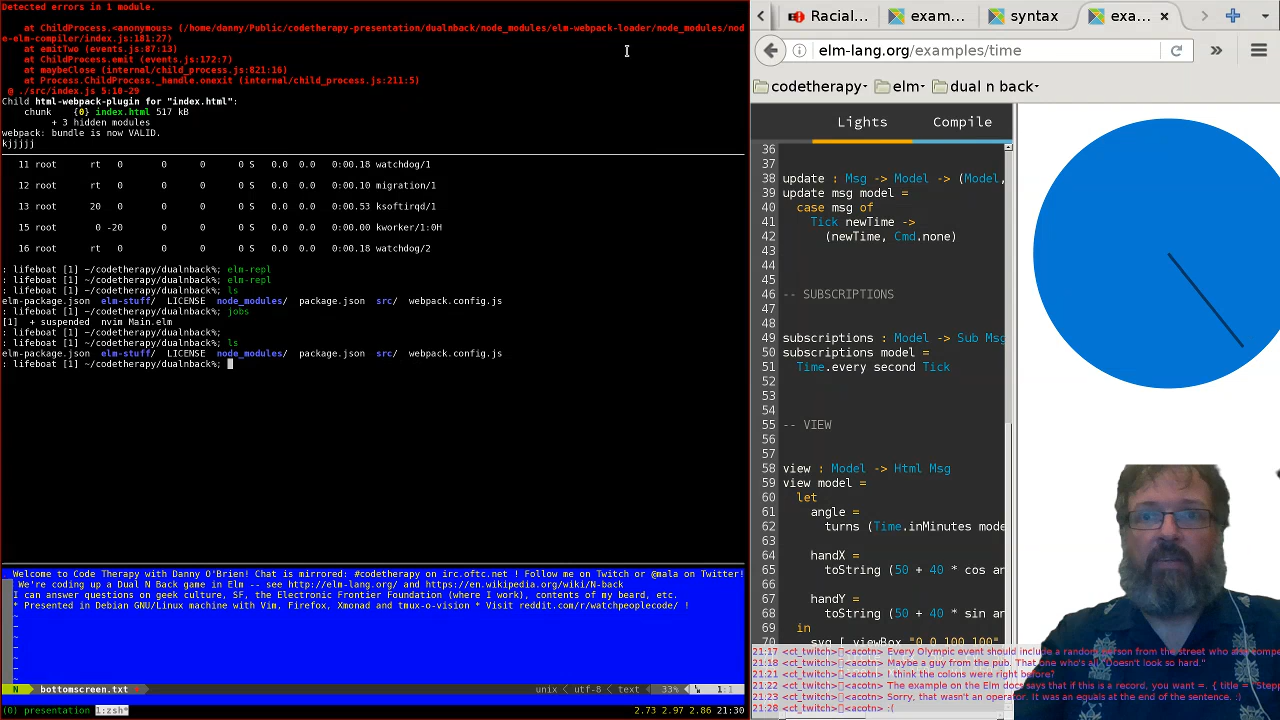 Detected errors in 1 module.
at ChildProcess.<anonymous> (/home/danny/Public/codetherapy-presentation/dualnback/node_modules/elm-webpack-loader/node_modules/nod
e-elm-compiler/index.js:181:27)
at emitTwo (events.js:87:13)
at ChildProcess.emit (events.js:172:7)
at maybeClose (internal/child_process.js:821:16)
at Process.ChildProcess._handle.onexit (internal/child_process.js:211:5)
@ ./src/index.js 5:10-29
Child html-webpack-plugin for "index.html":
chunk {0} index.html 517 kB
+ 3 hidden modules
webpack: bundle is now VALID.
kjjjjj
11 root rt 0 0 0 0 S 0.0 0.0 0:00.18 watchdog/1
12 root rt 0 0 0 0 S 0.0 0.0 0:00.10 migration/1
13 root 20 0 0 0 0 S 0.0 0.0 0:00.53 ksoftirqd/1
15 root 0 -20 0 0 0 S 0.0 0.0 0:00.00 kworker/1:0H
16 root rt 0 0 0 0 S 0.0 0.0 0:00.18 watchdog/2
: lifeboat [1] ~/codetherapy/dualnback%; elm-repl
: lifeboat [1] ~/codetherapy/dualnback%; elm-repl
: lifeboat [1] ~/codetherapy/dualnback%; ls
elm-package.json elm-stuff/ LICENSE node_modules/ package.json src/ webpack.config.js
: lifeboat [1] ~/codetherapy/dualnback%; jobs
[1] + suspended nvim Main.elm
: lifeboat [1] ~/codetherapy/dualnback%;
: lifeboat [1] ~/codetherapy/dualnback%; ls
elm-package.json elm-stuff/ LICENSE node_modules/ package.json src/ webpack.config.js
: lifeboat [1] ~/codetherapy/dualnback%;
Welcome to Code Therapy with Danny O'Brien! Chat is mirrored: #codetherapy on irc.oftc.net ! Follow me on Twitch or @mala on Twitter!
We're coding up a Dual N Back game in Elm -- see http://elm-lang.org/ and https://en.wikipedia.org/wiki/N-back
I can answer questions on geek culture, SF, the Electronic Frontier Foundation (where I work), contents of my beard, etc.
* Presented in Debian GNU/Linux machine with Vim, Firefox, Xmonad and tmux-o-vision * Visit reddit.com/r/watchpeoplecode/ !
~
~
~
~
~
~
~
N bottomscreen.txt unix utf-8 text 33% 1:1
(0) presentation 1:zsh* 2.73 2.97 2.86 21:30
Racial... exam... syntax exa...
elm-lang.org/examples/time
codetherapy elm dual n back
Lights Compile
36
37
38 update : Msg -> Model -> (Model,
39 update msg model =
40 case msg of
41 Tick newTime ->
42 (newTime, Cmd.none)
43
44
45
46 -- SUBSCRIPTIONS
47
48
49 subscriptions : Model -> Sub Msg
50 subscriptions model =
51 Time.every second Tick
52
53
54
55 -- VIEW
56
57
58 view : Model -> Html Msg
59 view model =
60 let
61 angle =
62 turns (Time.inMinutes mode
63
64 handX =
65 toString (50 + 40 * cos an
66
67 handY =
68 toString (50 + 40 * sin an
69 in
70 svg [ viewBox "0 0 100 100"
21:17 <ct_twitch> <acotn> Every Olympic event should include a random person from the street who also compe
21:18 <ct_twitch> <acotn> Maybe a guy from the pub. That one who's all "Doesn't look so hard."
21:21 <ct_twitch> <acotn> I think the colons were right before?
21:22 <ct_twitch> <acotn> The example on the Elm docs says that if this is a record, you want =. { title = "Step
21:23 <ct_twitch> <acotn> Sorry, that wasn't an operator. It was an equals at the end of the sentence. :)
21:28 <ct_twitch> <acotn> :(